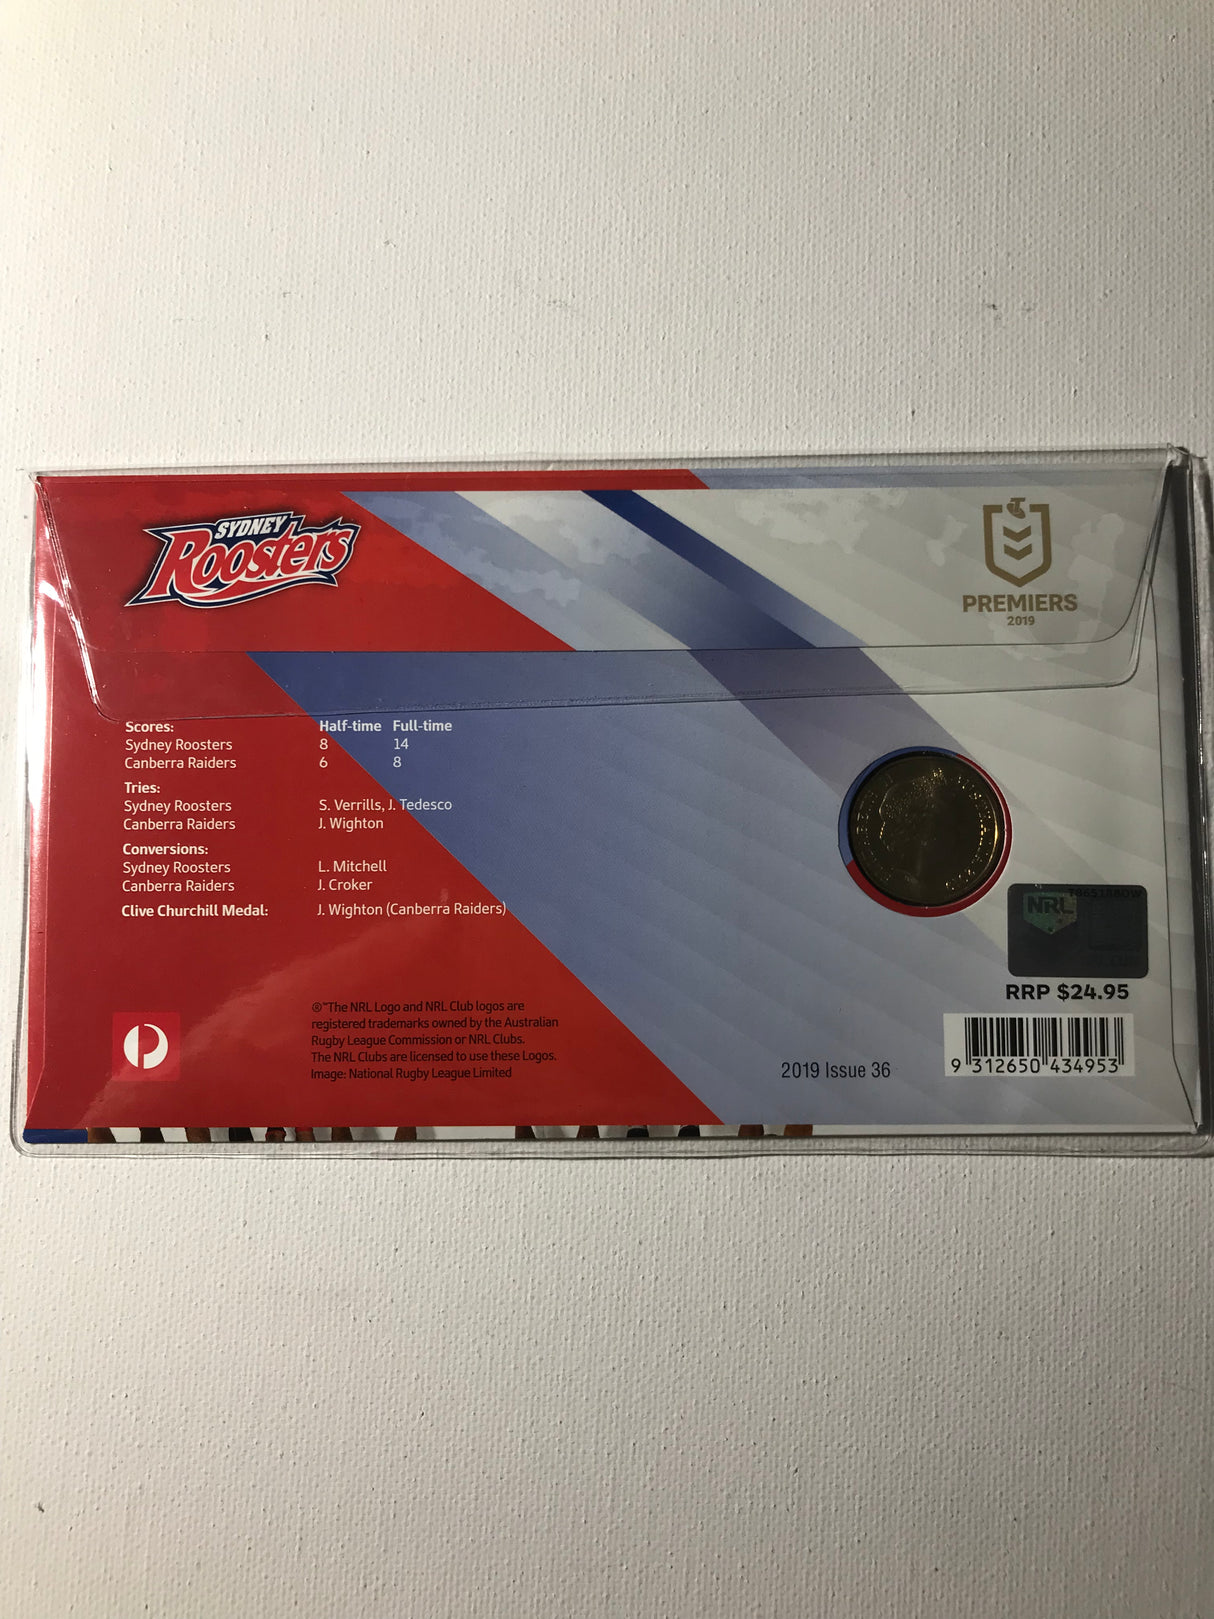 SYDNEY
Roosters
PREMIERS
2019
Scores: Half-time Full-time
Sydney Roosters 8 14
Canberra Raiders 6 8
Tries:
Sydney Roosters S. Verrills, J. Tedesco
Canberra Raiders J. Wighton
Conversions:
Sydney Roosters L. Mitchell
Canberra Raiders J. Croker
Clive Churchill Medal: J. Wighton (Canberra Raiders)
NRL
RRP $24.95
®™The NRL Logo and NRL Club logos are
registered trademarks owned by the Australian
Rugby League Commission or NRL Clubs.
The NRL Clubs are licensed to use these Logos.
Image: National Rugby League Limited
2019 Issue 36
9 312650 434953